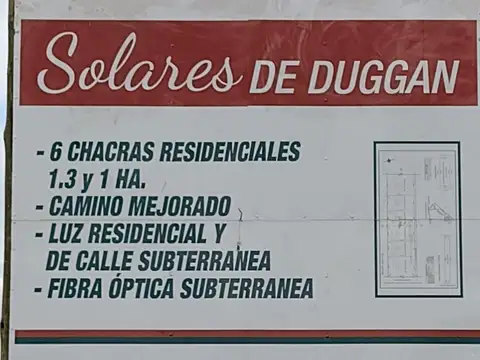 Solares DE DUGGAN
- 6 CHACRAS RESIDENCIALES
1.3 y 1 HA.
- CAMINO MEJORADO
- LUZ RESIDENCIAL Y
DE CALLE SUBTERRANEA
- FIBRA ÓPTICA SUBTERRANEA